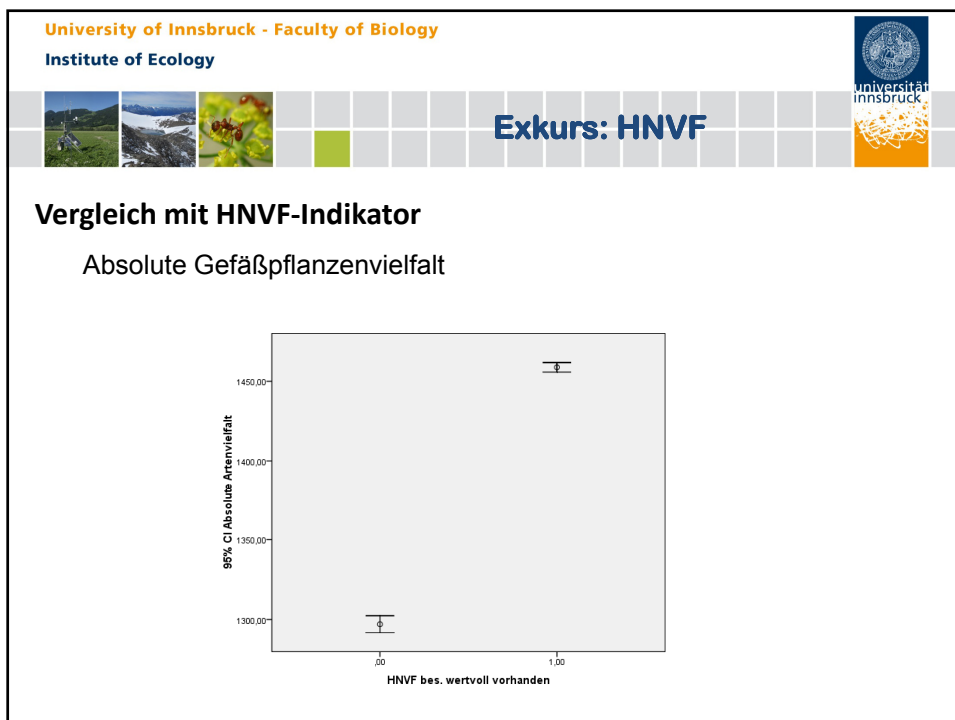 University of Innsbruck - Faculty of Biology
Institute of Ecology
universität
innsbruck
Exkurs: HNVF
Vergleich mit HNVF-Indikator
Absolute Gefäßpflanzenvielfalt
95% CI Absolute Artenvielfalt
1450,00
1400,00
1350,00
1300,00
,00
1,00
HNVF bes. wertvoll vorhanden